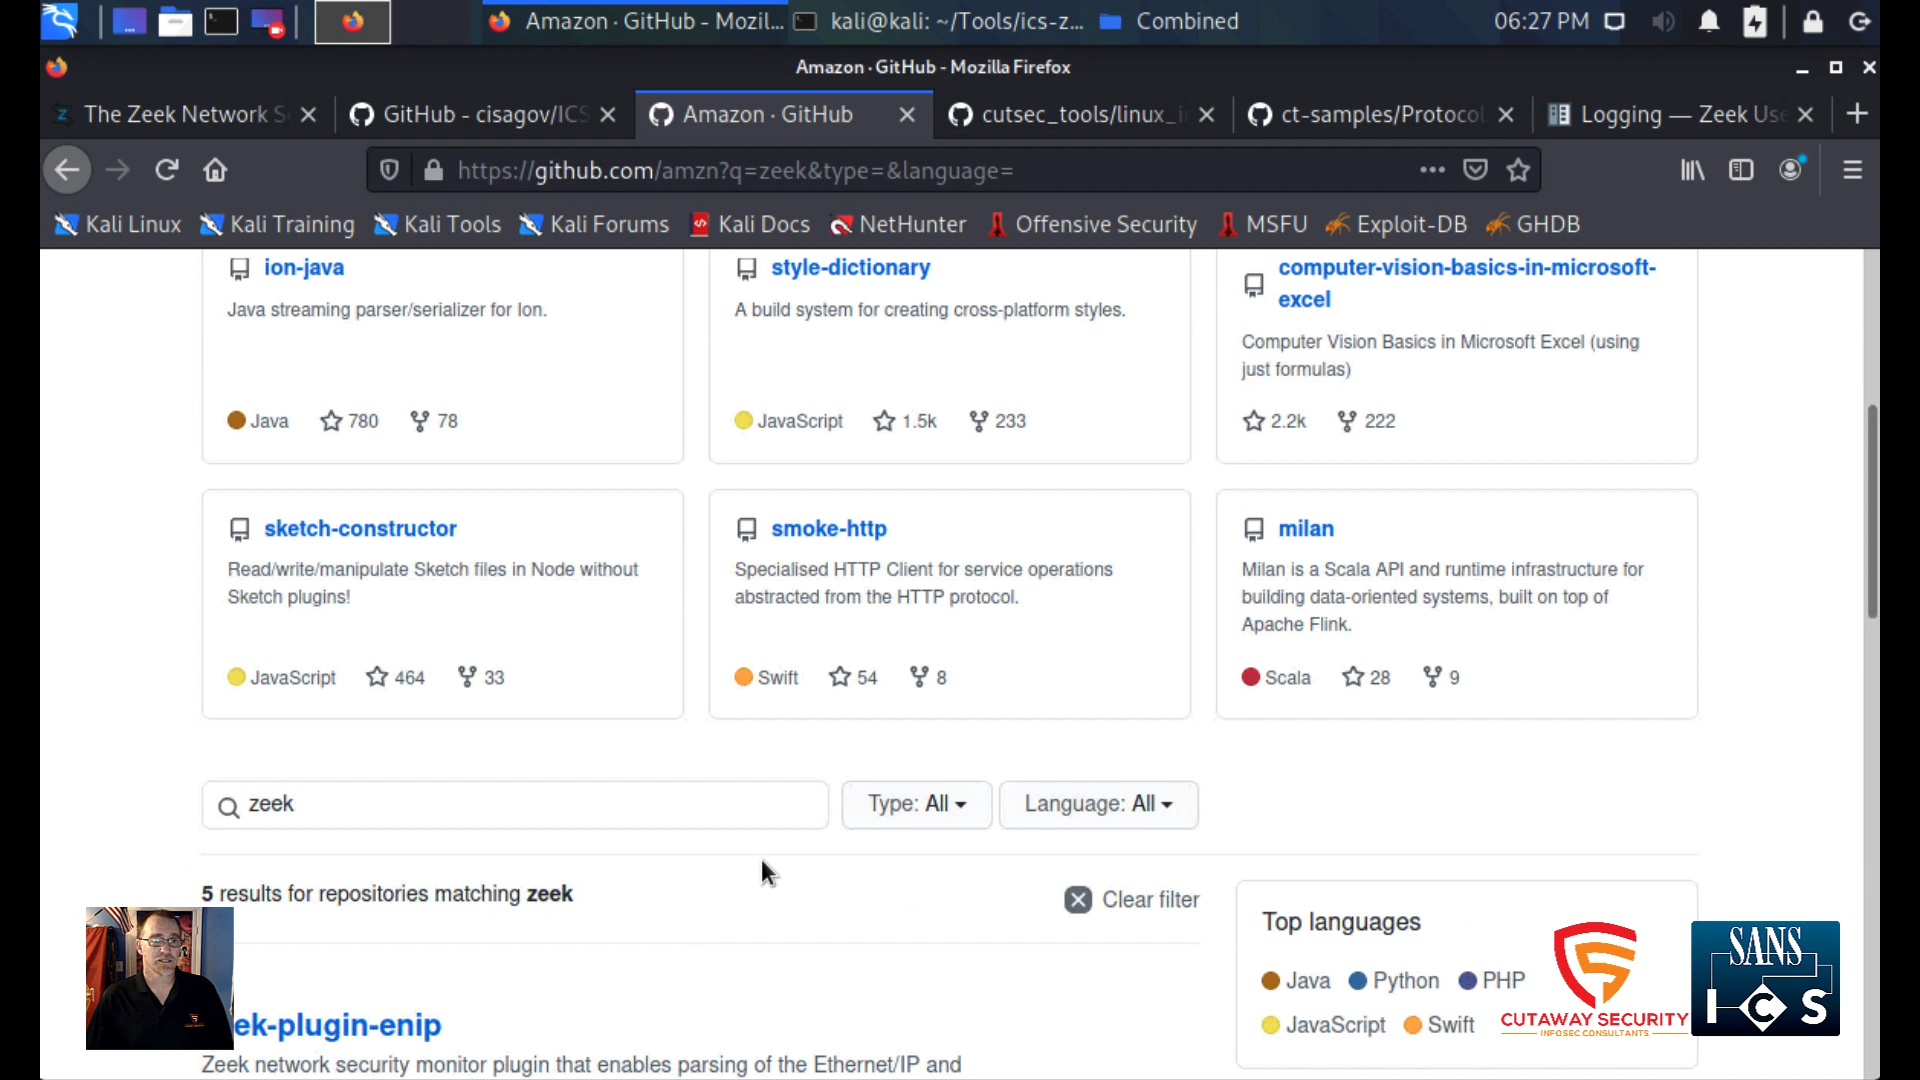 Amazon · GitHub - Mozil...
kali@kali: ~/Tools/ics-z...
Combined
06:27 PM
Amazon · GitHub - Mozilla Firefox
The Zeek Network S
GitHub - cisagov/ICS
Amazon · GitHub
cutsec_tools/linux_i
ct-samples/Protocol
Logging — Zeek Use
https://github.com/amzn?q=zeek&type=&language=
Kali Linux
Kali Training
Kali Tools
Kali Forums
Kali Docs
NetHunter
Offensive Security
MSFU
Exploit-DB
GHDB
ion-java
Java streaming parser/serializer for Ion.
Java 780 78
style-dictionary
A build system for creating cross-platform styles.
JavaScript 1.5k 233
computer-vision-basics-in-microsoft-
excel
Computer Vision Basics in Microsoft Excel (using
just formulas)
2.2k 222
sketch-constructor
Read/write/manipulate Sketch files in Node without
Sketch plugins!
JavaScript 464 33
smoke-http
Specialised HTTP Client for service operations
abstracted from the HTTP protocol.
Swift 54 8
milan
Milan is a Scala API and runtime infrastructure for
building data-oriented systems, built on top of
Apache Flink.
Scala 28 9
zeek
Type: All
Language: All
5 results for repositories matching zeek
Clear filter
ek-plugin-enip
Zeek network security monitor plugin that enables parsing of the Ethernet/IP and
Top languages
Java Python PHP
JavaScript Swift
CUTAWAY SECURITY
INFOSEC CONSULTANTS
SANS
ICS